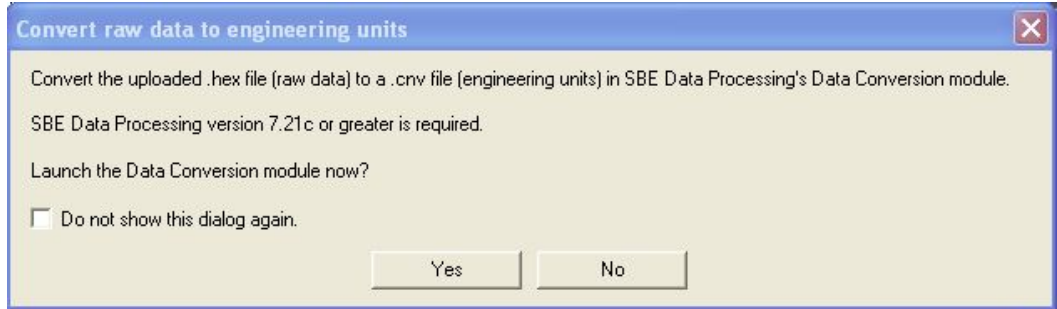 Convert raw data to engineering units
Convert the uploaded .hex file (raw data) to a .cnv file (engineering units) in SBE Data Processing's Data Conversion module.
SBE Data Processing version 7.21c or greater is required.
Launch the Data Conversion module now?
Do not show this dialog again.
Yes No